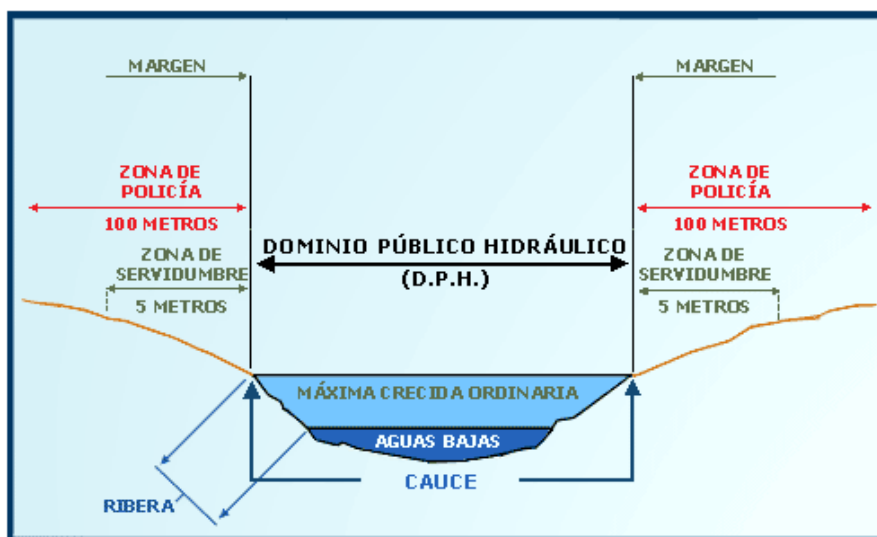 MARGEN
MARGEN
ZONA DE
POLICÍA
100 METROS
ZONA DE
POLICÍA
100 METROS
DOMINIO PÚBLICO HIDRÁULICO
(D.P.H.)
ZONA DE
SERVIDUMBRE
5 METROS
ZONA DE
SERVIDUMBRE
5 METROS
MÁXIMA CRECIDA ORDINARIA
AGUAS BAJAS
CAUCE
RIBERA